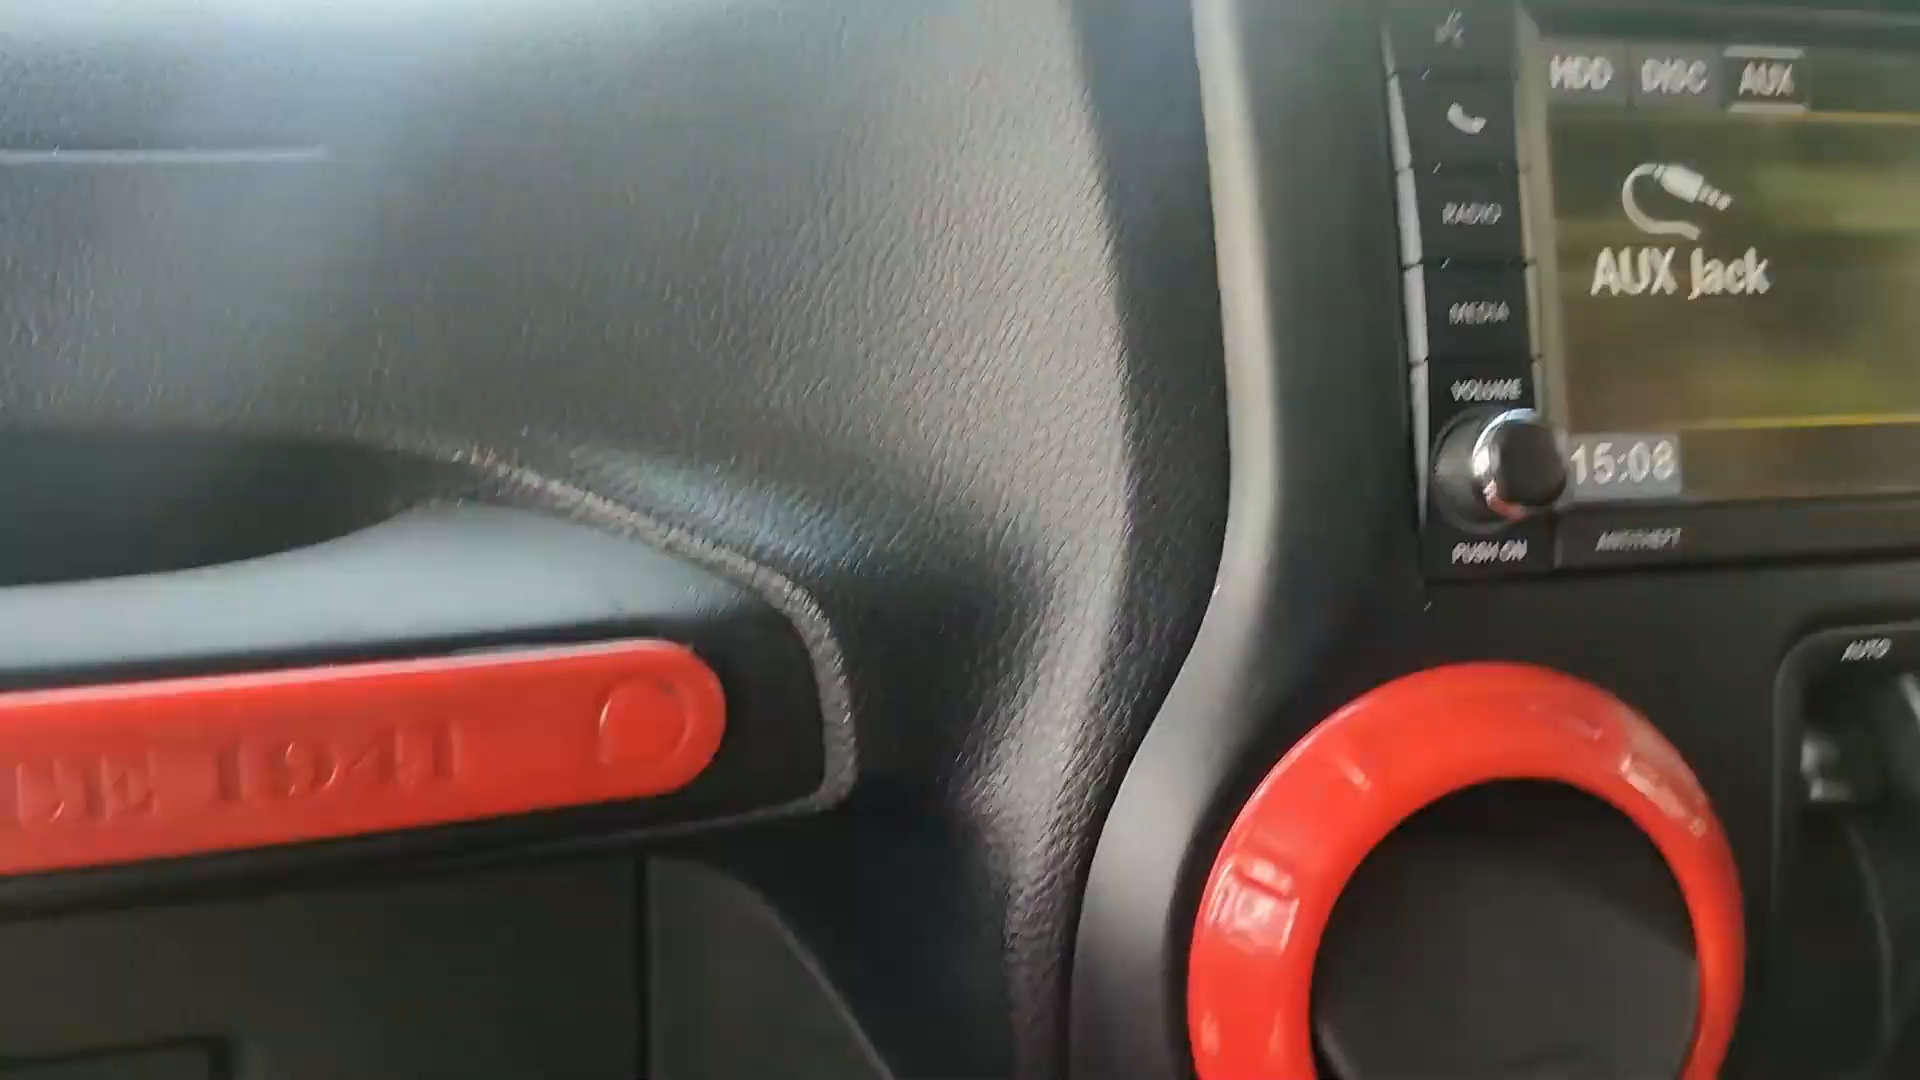 HDD DISC AUX
RADIO
AUX Jack
MEDIA
VOLUME
15:08
PUSH ON
ANTITHEFT
AUTO
1941